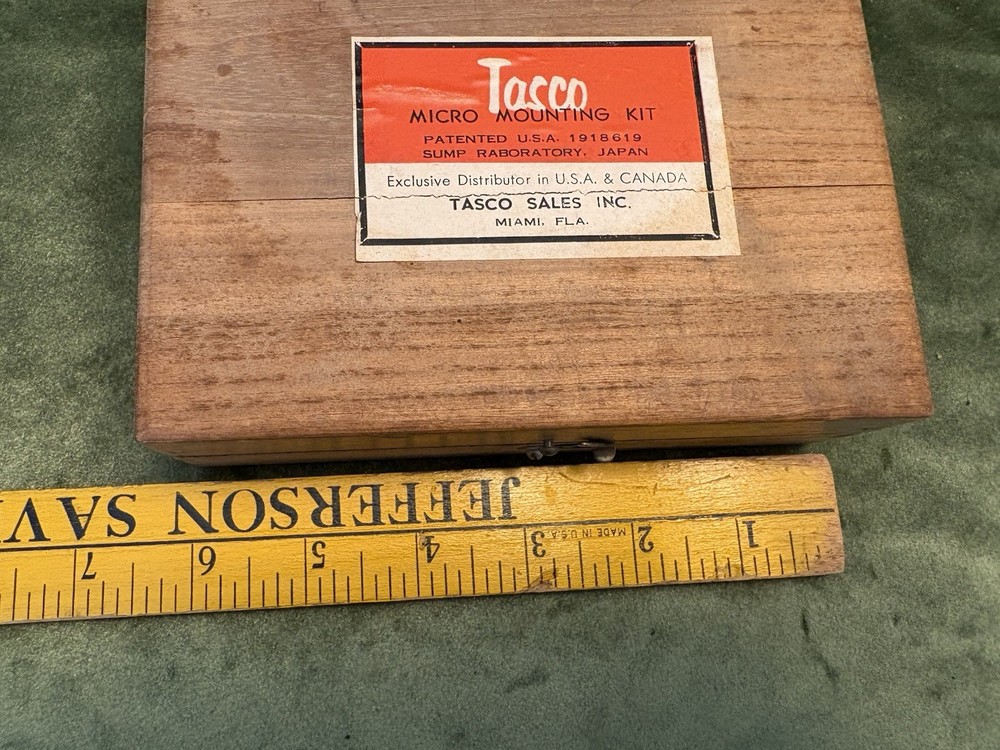 Tasco
MICRO MOUNTING KIT
PATENTED U.S.A. 1918619
SUMP RABORATORY, JAPAN
Exclusive Distributor in U.S.A. & CANADA
TASCO SALES INC.
MIAMI, FLA.
JEFFERSON SAV
1 2 MADE IN U.S.A. 3 4 5 6 7